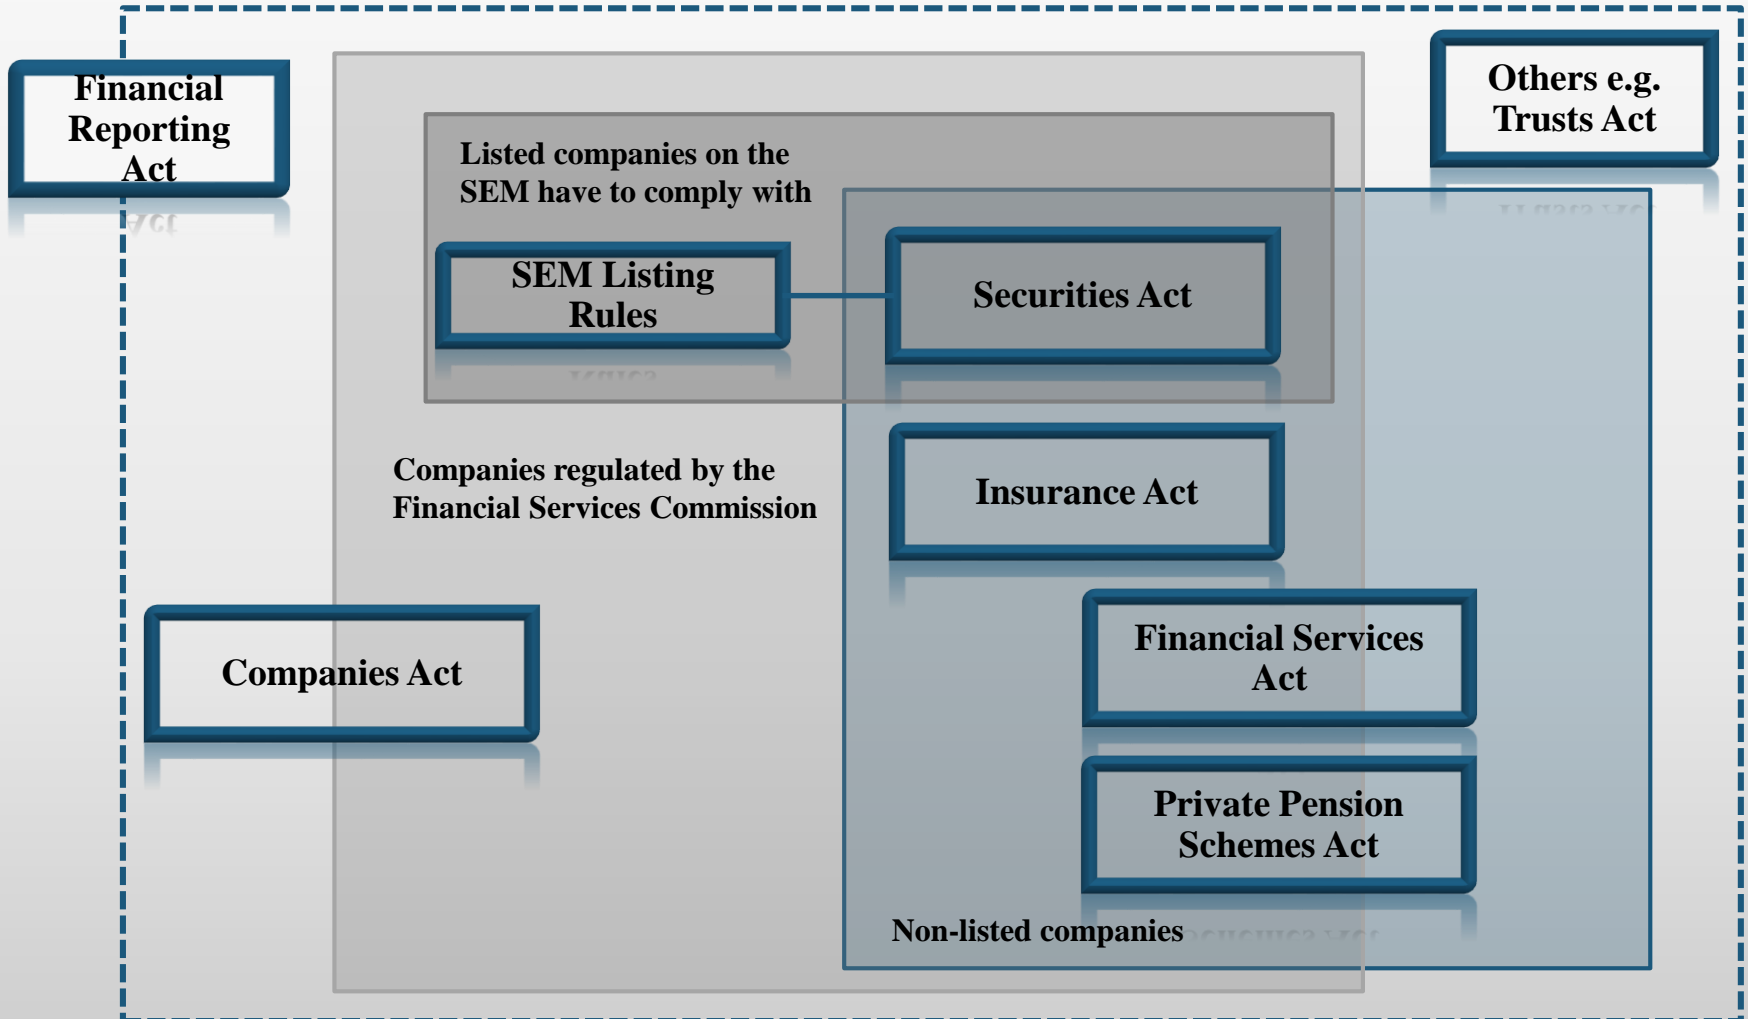 Financial
Reporting
Act
Others e.g.
Trusts Act
Listed companies on the
SEM have to comply with
SEM Listing
Rules
Securities Act
Companies regulated by the
Financial Services Commission
Insurance Act
Companies Act
Financial Services
Act
Private Pension
Schemes Act
Non-listed companies